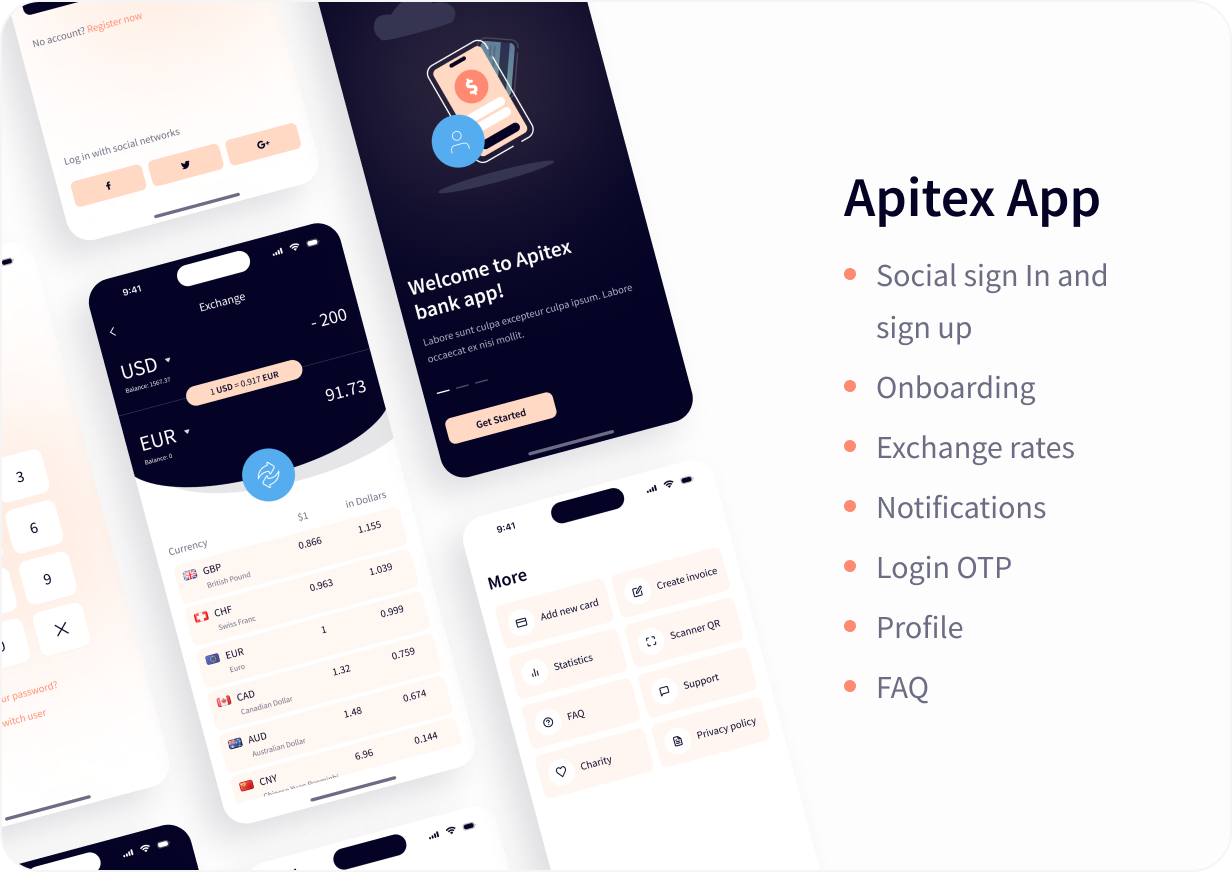 No account? Register now
Log in with social networks
G+
3
6
9
ur password?
witch user
9:41
Exchange
USD
- 200
Balance: 1567.37
1 USD = 0.917 EUR
EUR
91.73
Balance: 0
Currency $1 in Dollars
GBP 0.866 1.155
British Pound
CHF 0.963 1.039
Swiss Franc
EUR 1 0.999
Euro
CAD 1.32 0.759
Canadian Dollar
AUD 1.48 0.674
Australian Dollar
CNY 6.96 0.144
Welcome to Apitex
bank app!
Labore sunt culpa excepteur culpa ipsum. Labore
occaecat ex nisi mollit.
Get Started
9:41
More
Add new card Create invoice
Statistics Scanner QR
FAQ Support
Charity Privacy policy
Apitex App
Social sign In and
sign up
Onboarding
Exchange rates
Notifications
Login OTP
Profile
FAQ